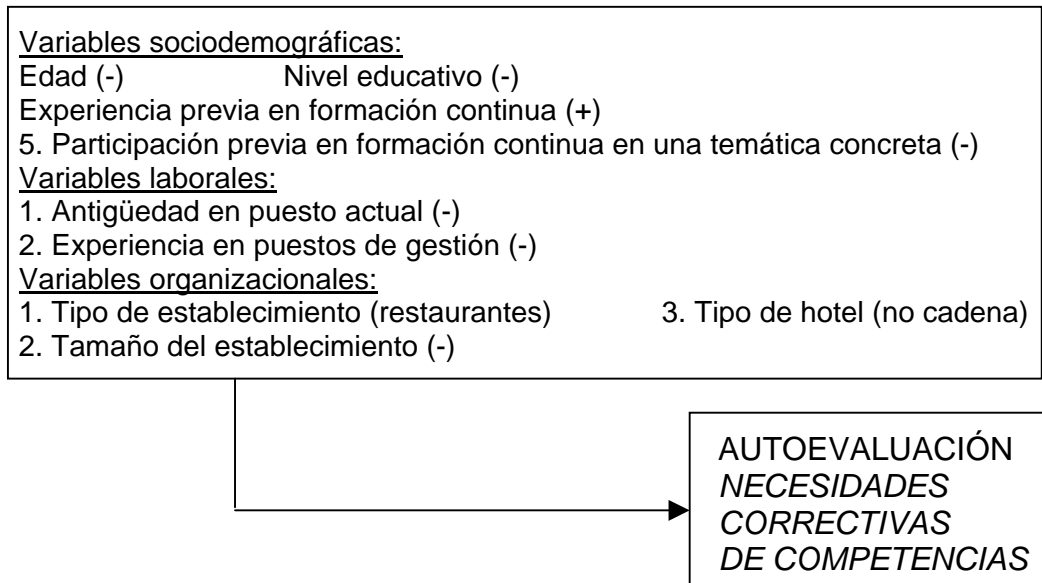 Variables sociodemográficas:
Edad (-) Nivel educativo (-)
Experiencia previa en formación continua (+)
5. Participación previa en formación continua en una temática concreta (-)
Variables laborales:
1. Antigüedad en puesto actual (-)
2. Experiencia en puestos de gestión (-)
Variables organizacionales:
1. Tipo de establecimiento (restaurantes) 3. Tipo de hotel (no cadena)
2. Tamaño del establecimiento (-)
AUTOEVALUACIÓN
NECESIDADES
CORRECTIVAS
DE COMPETENCIAS